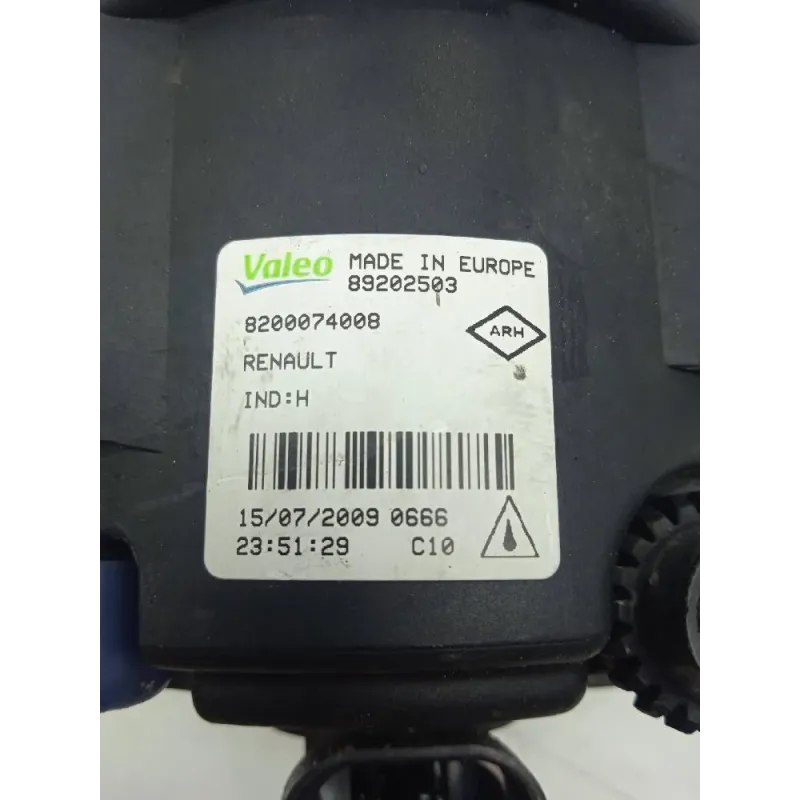 Valeo MADE IN EUROPE
89202503
8200074008
ARH
RENAULT
IND:H
15/07/2009 0666
23:51:29 C10